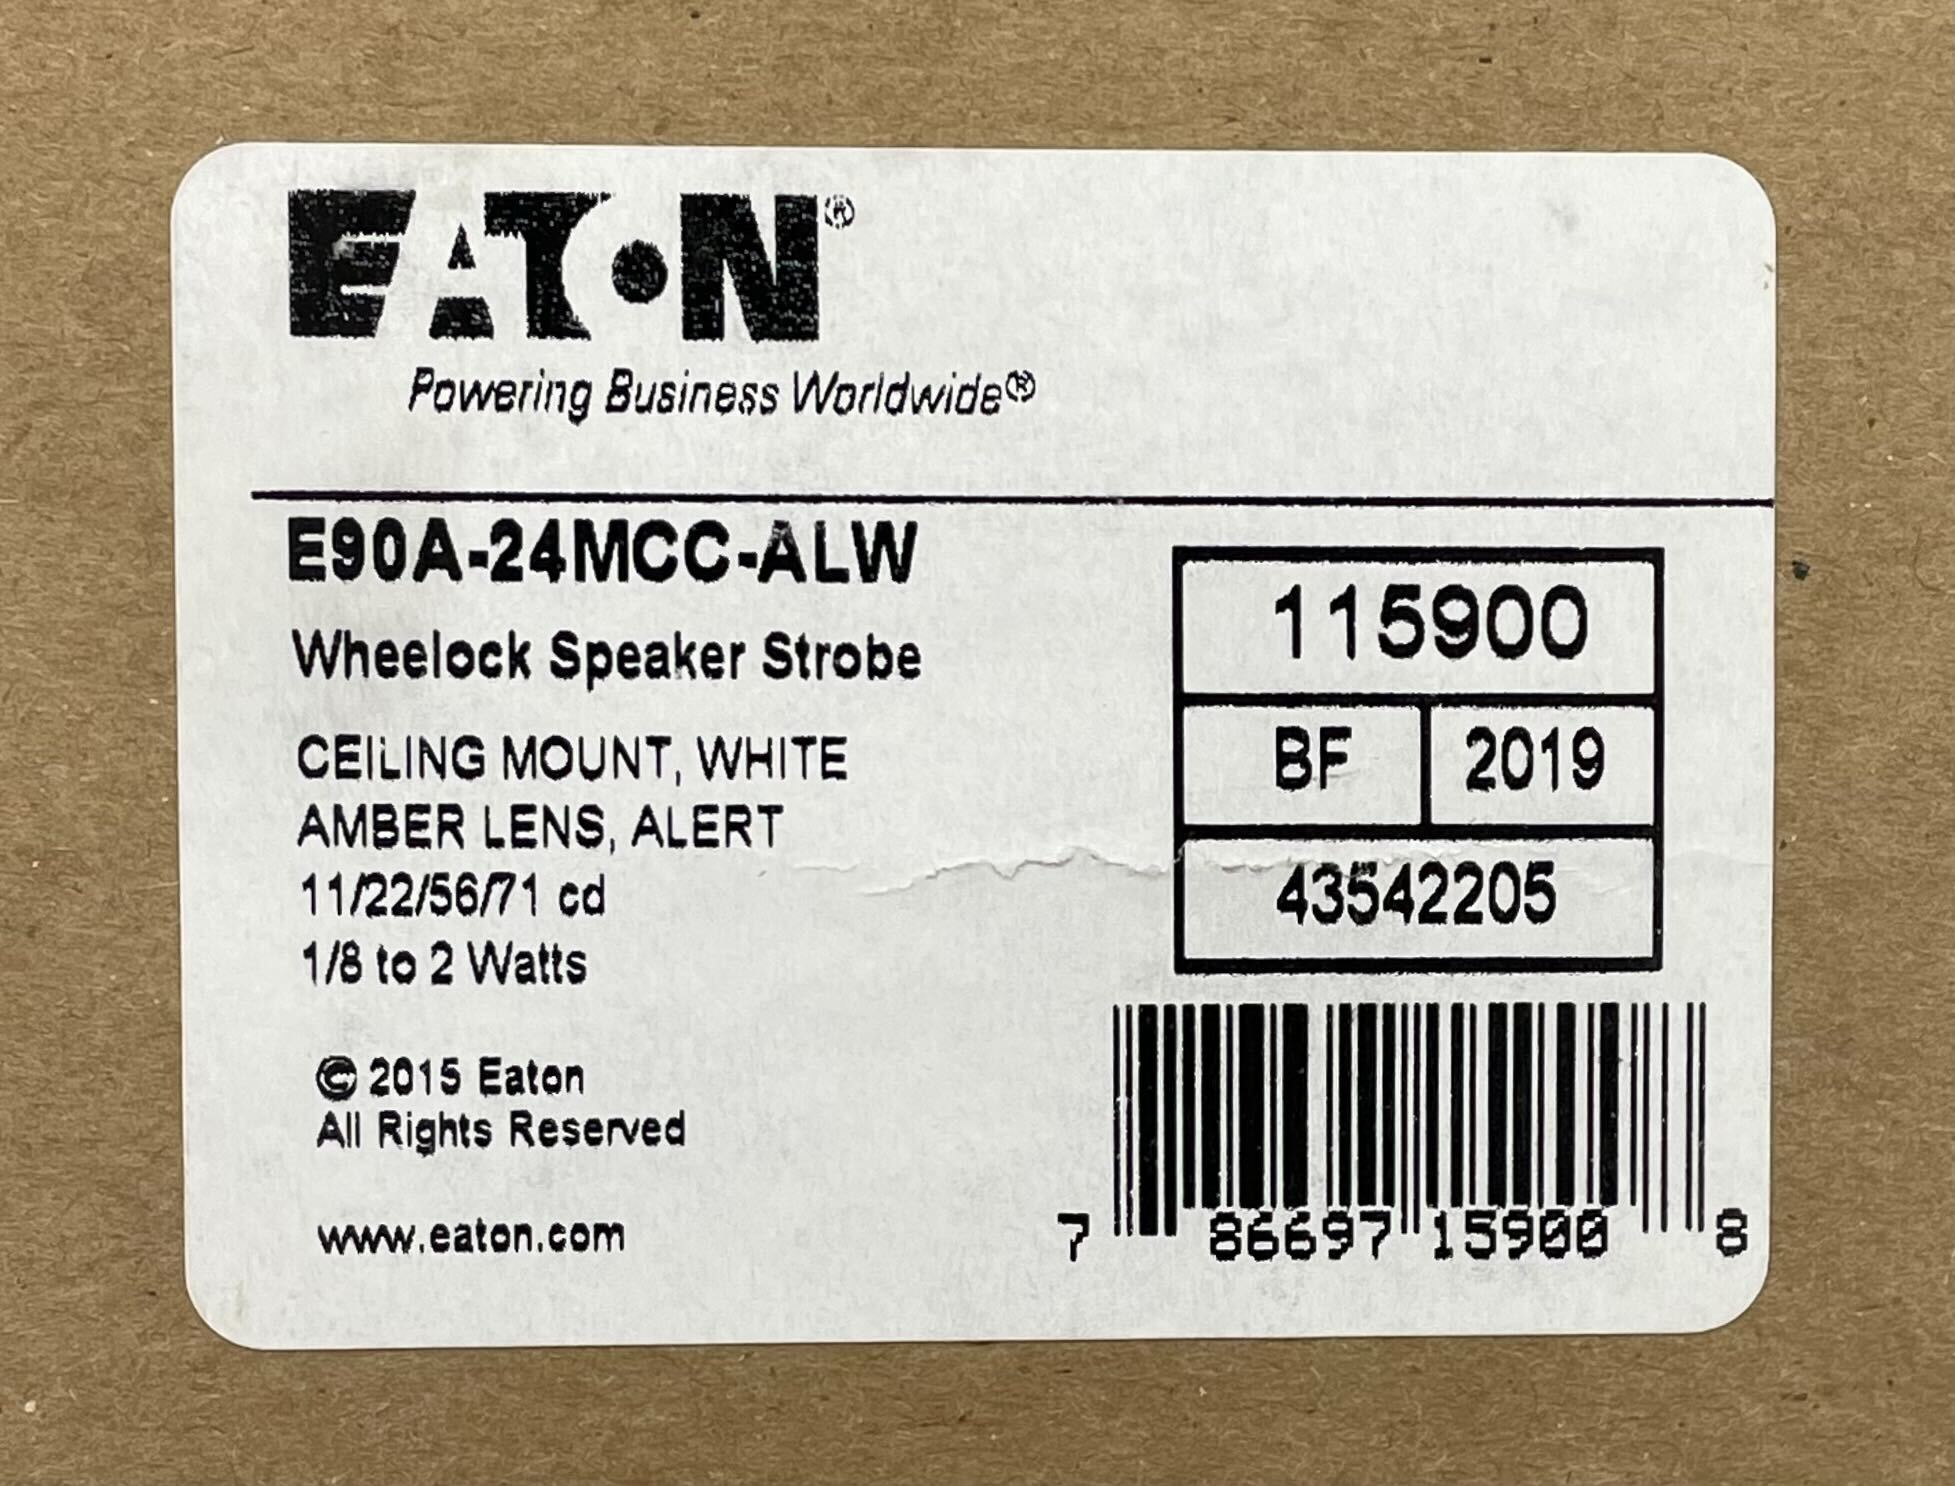 EATON®
Powering Business Worldwide®
E90A-24MCC-ALW
Wheelock Speaker Strobe
CEILING MOUNT, WHITE
AMBER LENS, ALERT
11/22/56/71 cd
1/8 to 2 Watts
© 2015 Eaton
All Rights Reserved
www.eaton.com
115900
BF 2019
43542205
7 86697 15900 8